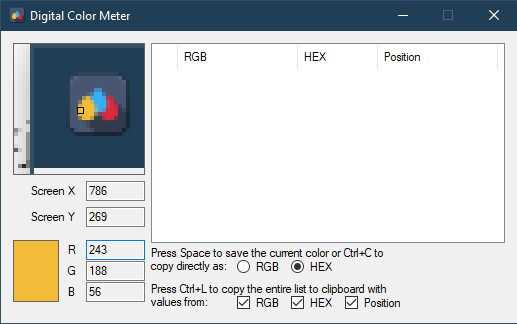 Digital Color Meter
RGB HEX Position
Screen X 786
Screen Y 269
R 243
G 188
B 56
Press Space to save the current color or Ctrl+C to
copy directly as: RGB HEX
Press Ctrl+L to copy the entire list to clipboard with
values from: RGB HEX Position